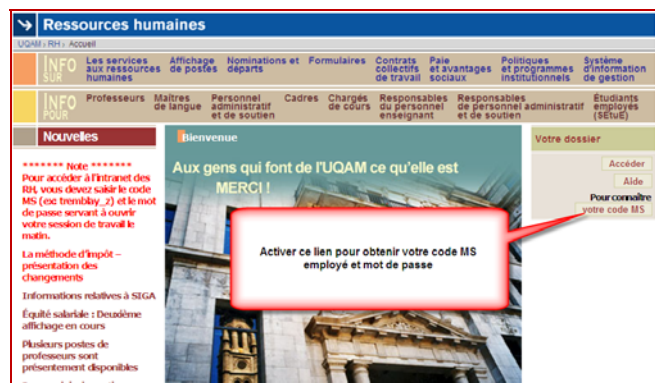 Ressources humaines
UQAM › RH › Accueil
INFO SUR
Les services aux ressources humaines
Affichage de postes
Nominations et départs
Formulaires
Contrats collectifs de travail
Paie et avantages sociaux
Politiques et programmes institutionnels
Système d'information de gestion
INFO POUR
Professeurs
Maîtres de langue
Personnel administratif et de soutien
Cadres
Chargés de cours
Responsables du personnel enseignant
Responsables de personnel administratif et de soutien
Étudiants employés (SÉTuE)
Nouvelles
******* Note *******
Pour accéder à l'intranet des
RH, vous devez saisir le code
MS (ex: tremblay_z) et le mot
de passe servant à ouvrir
votre session de travail le
matin.
La méthode d'impôt –
présentation des
changements
Informations relatives à SIGA
Équité salariale : Deuxième
affichage en cours
Plusieurs postes de
professeurs sont
présentement disponibles
Bienvenue
Aux gens qui font de l'UQAM ce qu'elle est
MERCI !
Activer ce lien pour obtenir votre code MS
employé et mot de passe
Votre dossier
Accéder
Aide
Pour connaître
votre code MS